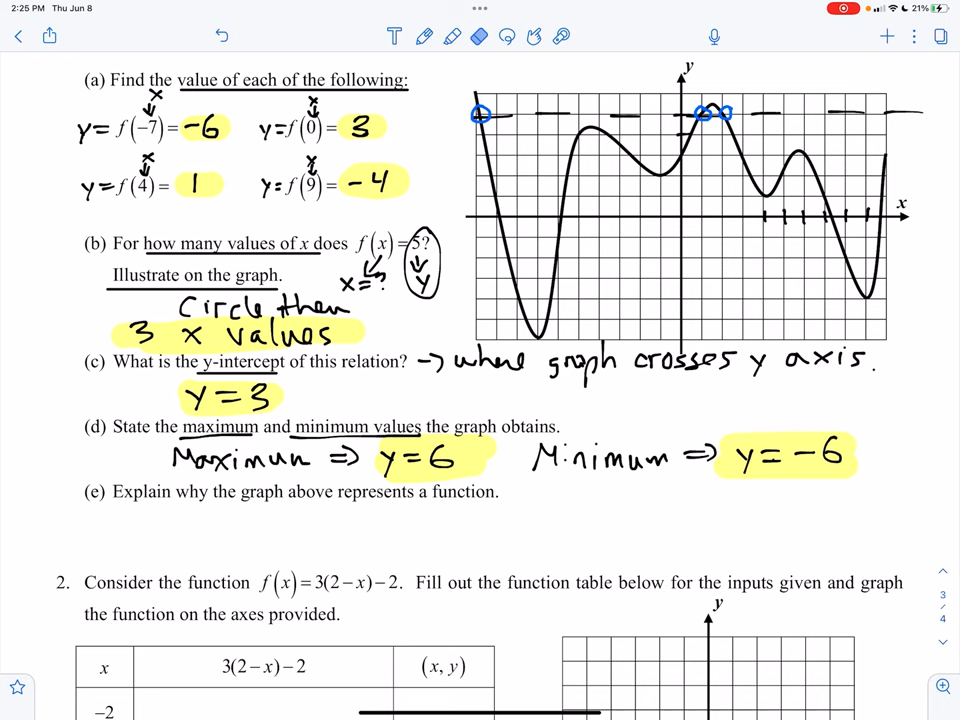 2:25 PM Thu Jun 8
21%
(a) Find the value of each of the following:
x x
y= f(−7)= −6 y=f(0)= 3
x x
y=f(4)= 1 y=f(9)= −4
y
x
(b) For how many values of x does f(x)=5?
Illustrate on the graph. x=? y
Circle them
3 x values
(c) What is the y-intercept of this relation? → where graph crosses y axis.
y=3
(d) State the maximum and minimum values the graph obtains.
Maximum ⇒ y=6 Minimum ⇒ y=−6
(e) Explain why the graph above represents a function.
2. Consider the function f(x)=3(2−x)−2. Fill out the function table below for the inputs given and graph
the function on the axes provided.
y
x 3(2−x)−2 (x, y)
−2
3
/
4